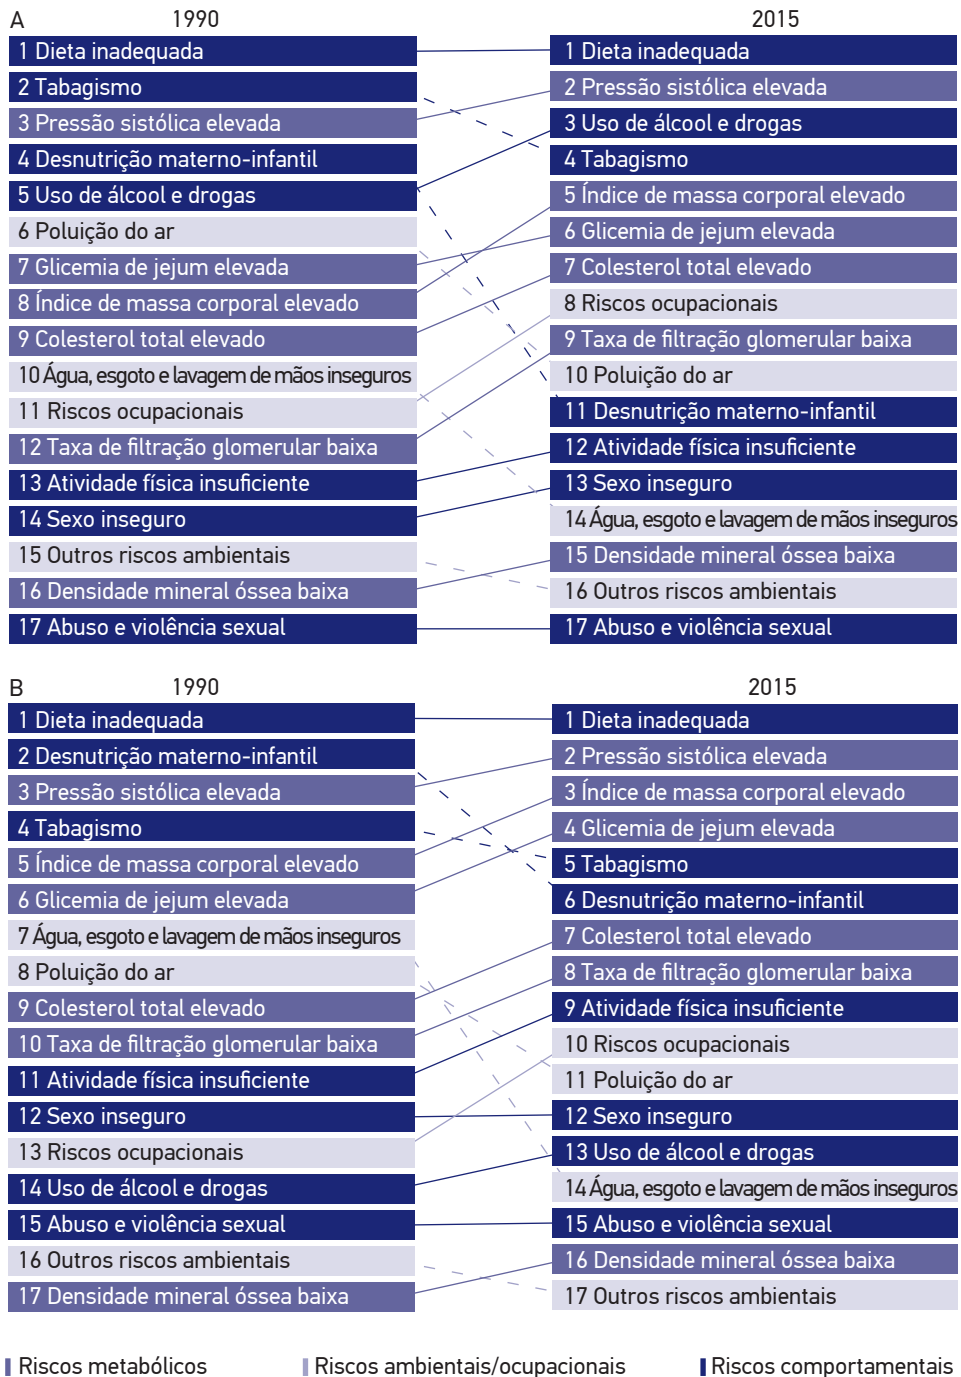 A 1990 2015
1 Dieta inadequada 1 Dieta inadequada
2 Tabagismo 2 Pressão sistólica elevada
3 Pressão sistólica elevada 3 Uso de álcool e drogas
4 Desnutrição materno-infantil 4 Tabagismo
5 Uso de álcool e drogas 5 Índice de massa corporal elevado
6 Poluição do ar 6 Glicemia de jejum elevada
7 Glicemia de jejum elevada 7 Colesterol total elevado
8 Índice de massa corporal elevado 8 Riscos ocupacionais
9 Colesterol total elevado 9 Taxa de filtração glomerular baixa
10 Água, esgoto e lavagem de mãos inseguros 10 Poluição do ar
11 Riscos ocupacionais 11 Desnutrição materno-infantil
12 Taxa de filtração glomerular baixa 12 Atividade física insuficiente
13 Atividade física insuficiente 13 Sexo inseguro
14 Sexo inseguro 14 Água, esgoto e lavagem de mãos inseguros
15 Outros riscos ambientais 15 Densidade mineral óssea baixa
16 Densidade mineral óssea baixa 16 Outros riscos ambientais
17 Abuso e violência sexual 17 Abuso e violência sexual
B 1990 2015
1 Dieta inadequada 1 Dieta inadequada
2 Desnutrição materno-infantil 2 Pressão sistólica elevada
3 Pressão sistólica elevada 3 Índice de massa corporal elevado
4 Tabagismo 4 Glicemia de jejum elevada
5 Índice de massa corporal elevado 5 Tabagismo
6 Glicemia de jejum elevada 6 Desnutrição materno-infantil
7 Água, esgoto e lavagem de mãos inseguros 7 Colesterol total elevado
8 Poluição do ar 8 Taxa de filtração glomerular baixa
9 Colesterol total elevado 9 Atividade física insuficiente
10 Taxa de filtração glomerular baixa 10 Riscos ocupacionais
11 Atividade física insuficiente 11 Poluição do ar
12 Sexo inseguro 12 Sexo inseguro
13 Riscos ocupacionais 13 Uso de álcool e drogas
14 Uso de álcool e drogas 14 Água, esgoto e lavagem de mãos inseguros
15 Abuso e violência sexual 15 Abuso e violência sexual
16 Outros riscos ambientais 16 Densidade mineral óssea baixa
17 Densidade mineral óssea baixa 17 Outros riscos ambientais
Riscos metabólicos Riscos ambientais/ocupacionais Riscos comportamentais